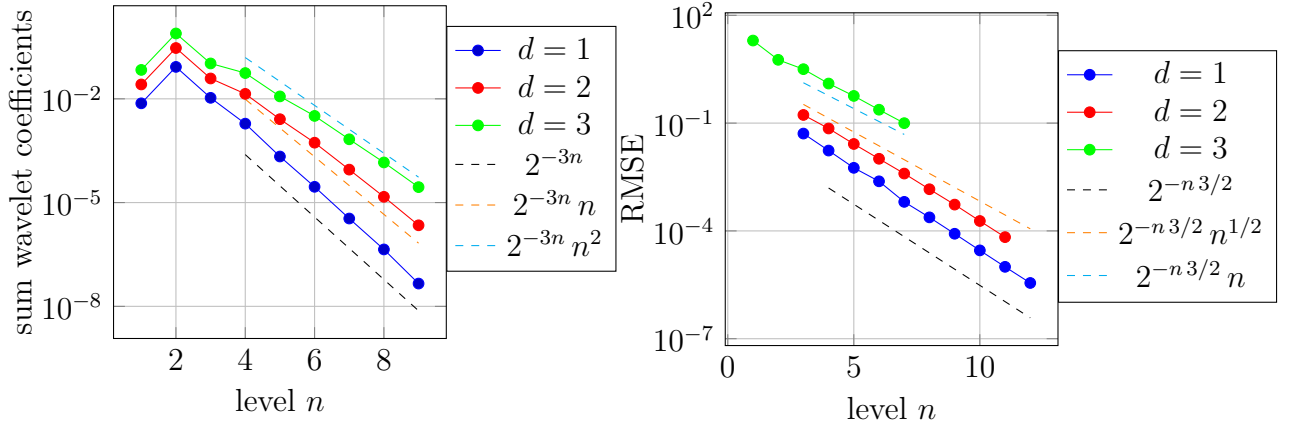 sum wavelet coefficients
10^{-2}
10^{-5}
10^{-8}
2 4 6 8
level n
d = 1
d = 2
d = 3
2^{-3n}
2^{-3n} n
2^{-3n} n^2
RMSE
10^2
10^{-1}
10^{-4}
10^{-7}
0 5 10
level n
d = 1
d = 2
d = 3
2^{-n 3/2}
2^{-n 3/2} n^{1/2}
2^{-n 3/2} n